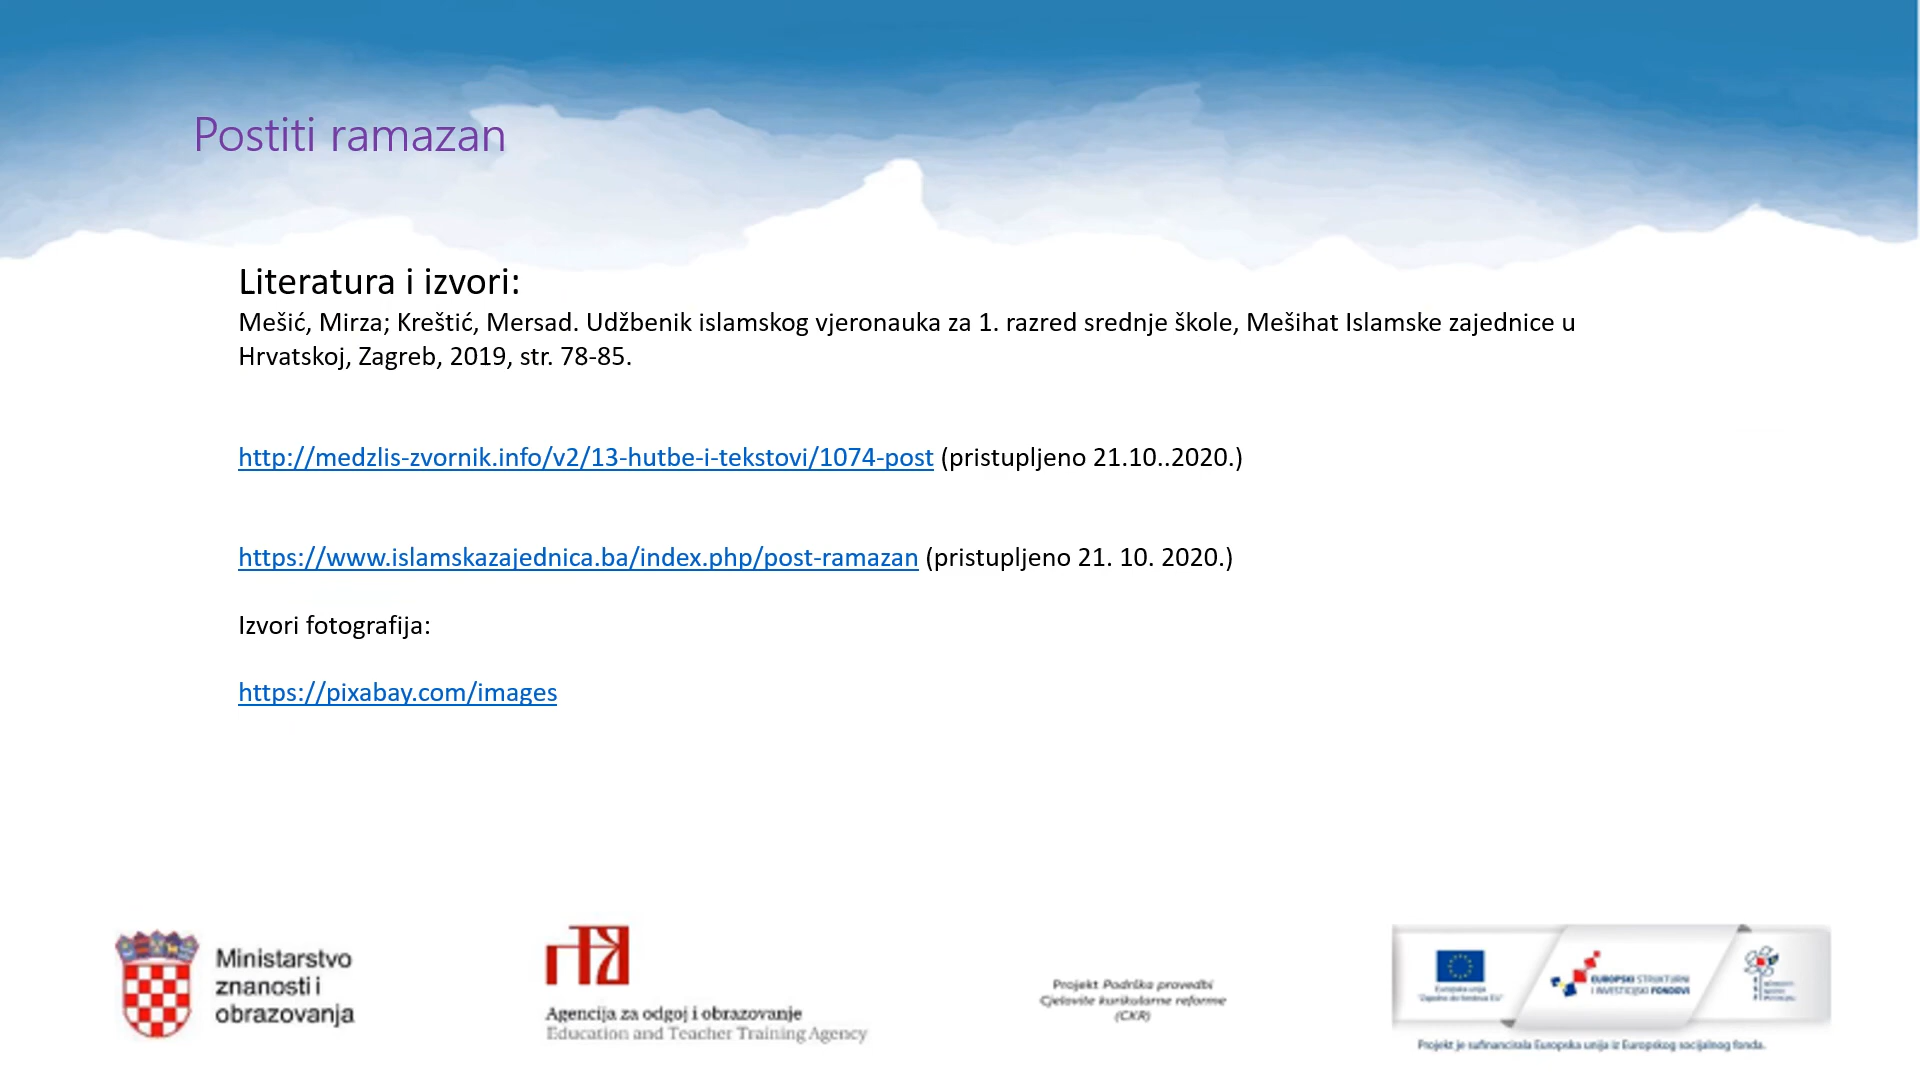 Postiti ramazan
Literatura i izvori:
Mešić, Mirza; Kreštić, Mersad. Udžbenik islamskog vjeronauka za 1. razred srednje škole, Mešihat Islamske zajednice u
Hrvatskoj, Zagreb, 2019, str. 78-85.
http://medzlis-zvornik.info/v2/13-hutbe-i-tekstovi/1074-post (pristupljeno 21.10..2020.)
https://www.islamskazajednica.ba/index.php/post-ramazan (pristupljeno 21. 10. 2020.)
Izvori fotografija:
https://pixabay.com/images
Ministarstvo
znanosti i
obrazovanja
Agencija za odgoj i obrazovanje
Education and Teacher Training Agency
Projekt Podrška provedbi
Cjelovite kurikularne reforme
(CKR)
Europska unija
"Zajedno do fondova EU"
EUROPSKI STRUKTURNI
I INVESTICIJSKI FONDOVI
Projekt je sufinancirala Europska unija iz Europskog socijalnog fonda.